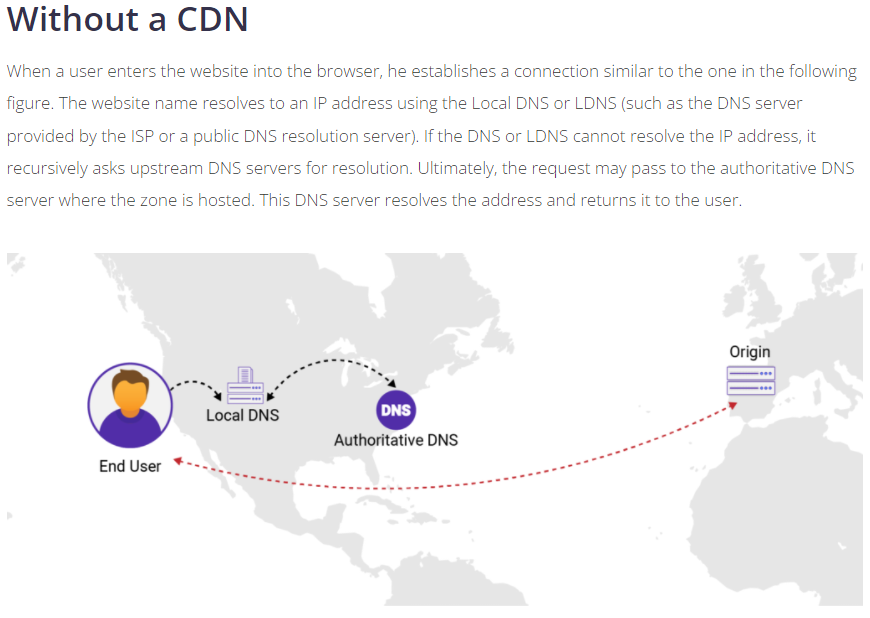 Without a CDN
When a user enters the website into the browser, he establishes a connection similar to the one in the following
figure. The website name resolves to an IP address using the Local DNS or LDNS (such as the DNS server
provided by the ISP or a public DNS resolution server). If the DNS or LDNS cannot resolve the IP address, it
recursively asks upstream DNS servers for resolution. Ultimately, the request may pass to the authoritative DNS
server where the zone is hosted. This DNS server resolves the address and returns it to the user.
Origin
Local DNS
DNS
Authoritative DNS
End User